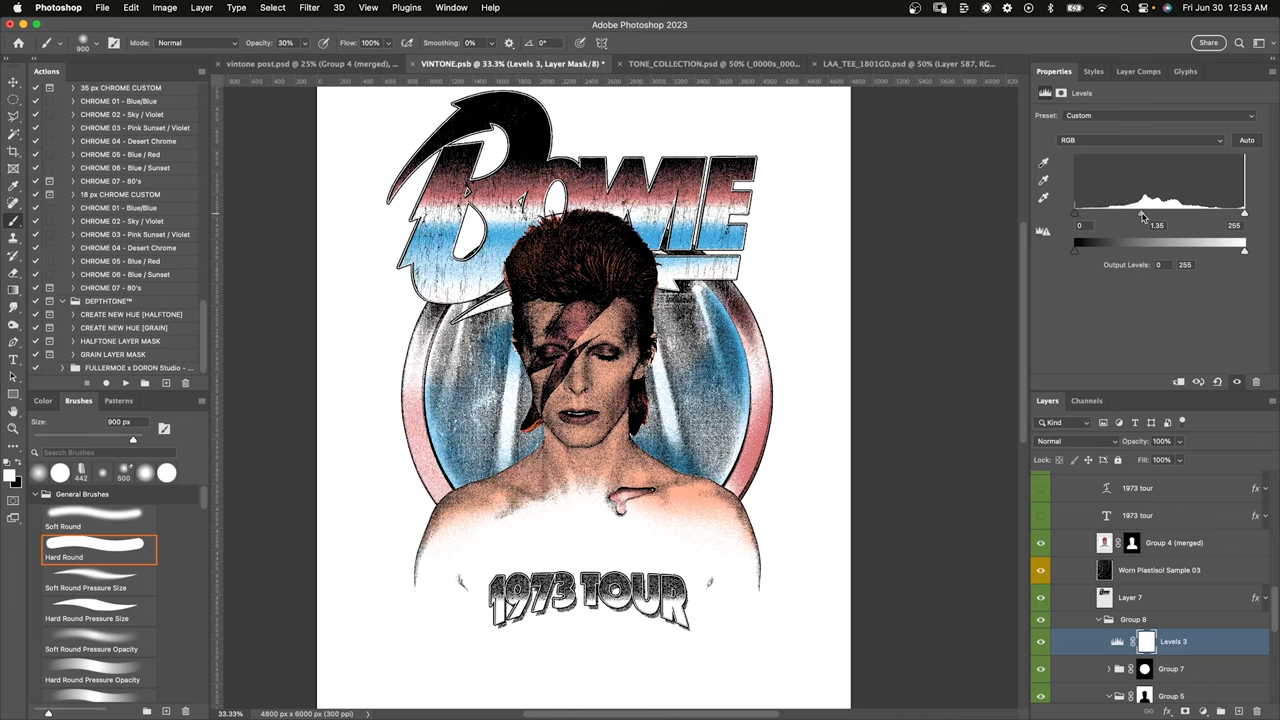 Photoshop File Edit Image Layer Type Select Filter 3D View Plugins Window Help
Fri Jun 30 12:53 AM
Adobe Photoshop 2023
900 Mode: Normal Opacity: 30% Flow: 100% Smoothing: 0% 0°
Share
vintone post.psd @ 25% (Group 4 (merged), ...
VINTONE.psb @ 33.3% (Levels 3, Layer Mask/8) *
TONE_COLLECTION.psd @ 50% (_0000s_000...
LAA_TEE_1801GD.psd @ 50% (Layer 587, RG...
Actions
35 px CHROME CUSTOM
CHROME 01 - Blue/Blue
CHROME 02 - Sky / Violet
CHROME 03 - Pink Sunset / Violet
CHROME 04 - Desert Chrome
CHROME 05 - Blue / Red
CHROME 06 - Blue / Sunset
CHROME 07 - 80's
18 px CHROME CUSTOM
CHROME 01 - Blue/Blue
CHROME 02 - Sky / Violet
CHROME 03 - Pink Sunset / Violet
CHROME 04 - Desert Chrome
CHROME 05 - Blue / Red
CHROME 06 - Blue / Sunset
CHROME 07 - 80's
DEPTHTONE™
CREATE NEW HUE [HALFTONE]
CREATE NEW HUE [GRAIN]
HALFTONE LAYER MASK
GRAIN LAYER MASK
FULLERMOE x DORON Studio - ...
Color Brushes Patterns
Size: 900 px
Search Brushes
442 500
General Brushes
Soft Round
Hard Round
Soft Round Pressure Size
Hard Round Pressure Size
Soft Round Pressure Opacity
Hard Round Pressure Opacity
BOWIE
1973 TOUR
33.33% 4800 px x 6000 px (300 ppi)
Properties Styles Layer Comps Glyphs
Levels
Preset: Custom
RGB Auto
0 1.35 255
Output Levels: 0 255
Layers Channels
Kind
Normal Opacity: 100%
Lock: Fill: 100%
1973 tour fx
1973 tour fx
Group 4 (merged)
Worn Plastisol Sample 03
Layer 7 fx
Group 8
Levels 3
Group 7
Group 5